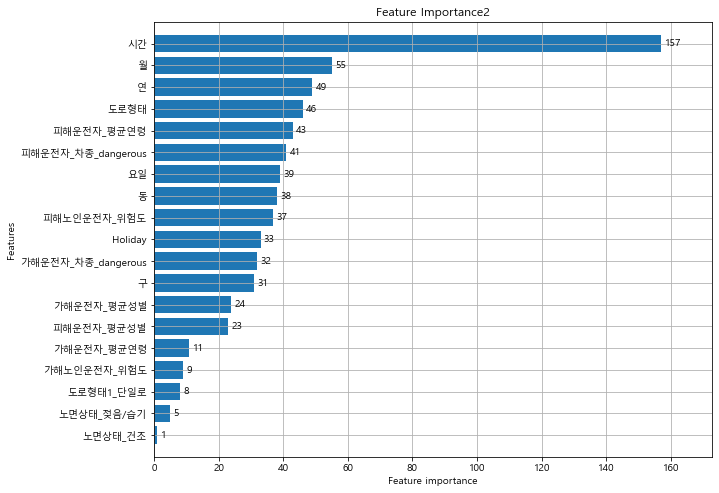 Feature Importance2
시간 157
월 55
연 49
도로형태 46
피해운전자_평균연령 43
피해운전자_차종_dangerous 41
요일 39
동 38
피해노인운전자_위험도 37
Holiday 33
가해운전자_차종_dangerous 32
구 31
가해운전자_평균성별 24
피해운전자_평균성별 23
가해운전자_평균연령 11
가해노인운전자_위험도 9
도로형태1_단일로 8
노면상태_젖음/습기 5
노면상태_건조 1
Features
0 20 40 60 80 100 120 140 160
Feature importance